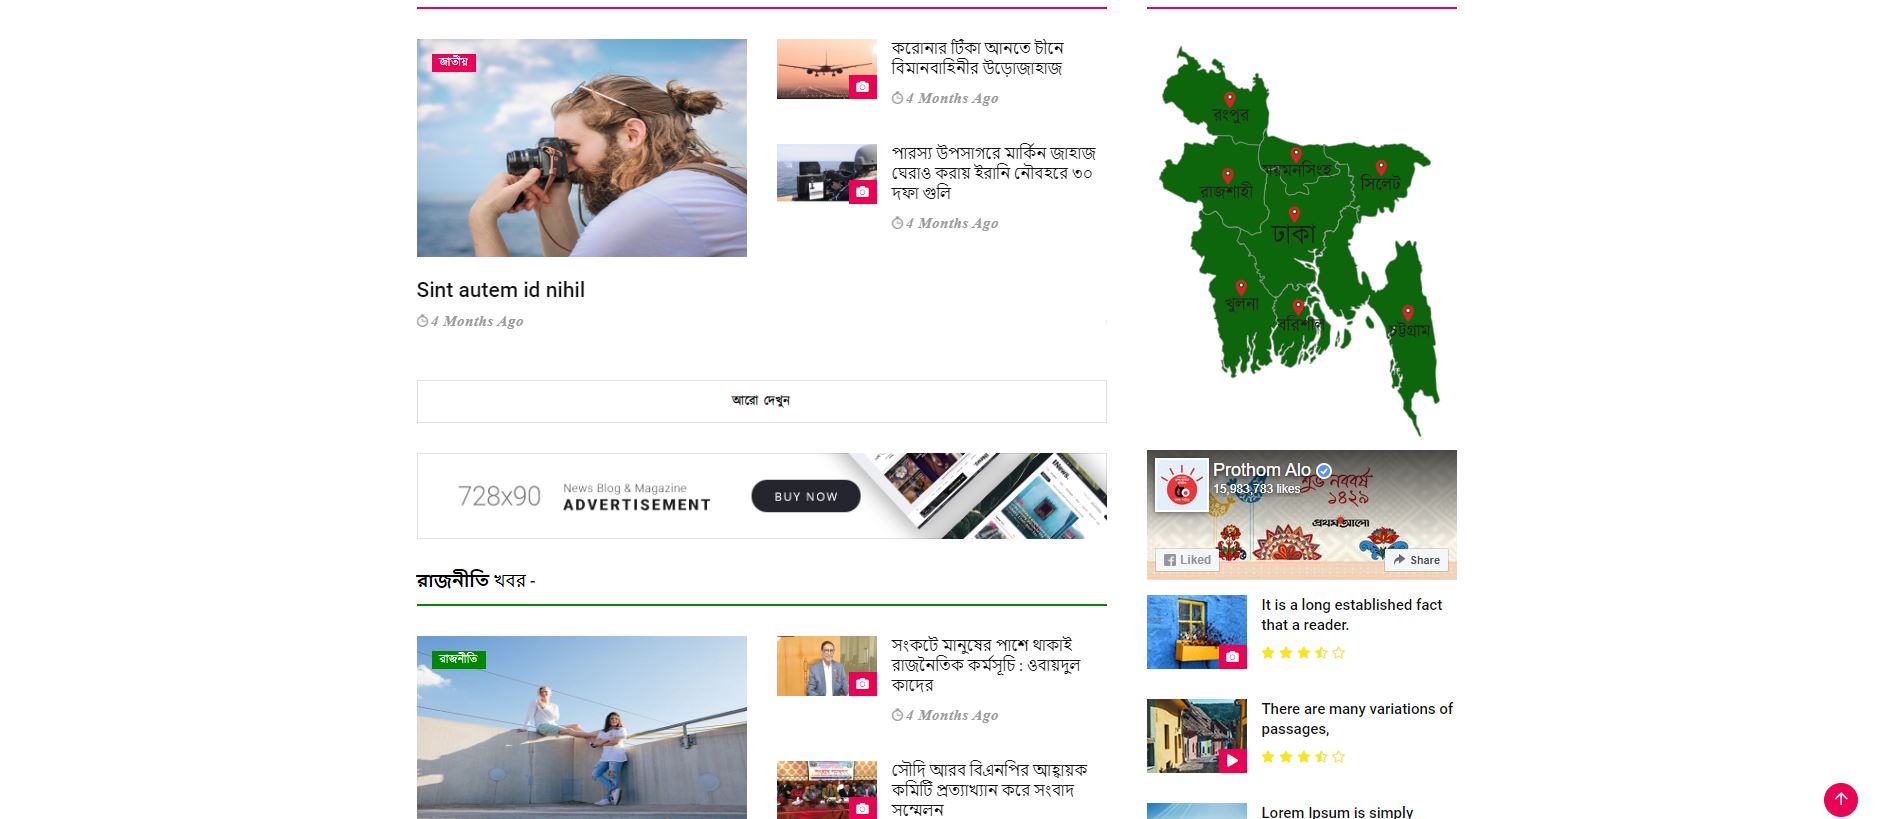 জাতীয়
করোনার টিকা আনতে চীনে
বিমানবাহিনীর উড়োজাহাজ
4 Months Ago
পারস্য উপসাগরে মার্কিন জাহাজ
ঘেরাও করায় ইরানি নৌবহরে ৩০
দফা গুলি
4 Months Ago
Sint autem id nihil
4 Months Ago
আরো দেখুন
728x90
News Blog & Magazine
ADVERTISEMENT
BUY NOW
রাজনীতি খবর -
রাজনীতি
সংকটে মানুষের পাশে থাকাই
রাজনৈতিক কর্মসূচি : ওবায়দুল
কাদের
4 Months Ago
সৌদি আরব বিএনপির আহ্বায়ক
কমিটি প্রত্যাখ্যান করে সংবাদ
সম্মেলন
রংপুর
ময়মনসিংহ
সিলেট
রাজশাহী
ঢাকা
খুলনা
বরিশাল
চট্টগ্রাম
Prothom Alo
15,983,783 likes
শুভ নববর্ষ
১৪২৯
প্রথম আলো
Liked
Share
It is a long established fact
that a reader.
There are many variations of
passages,
Lorem Ipsum is simply